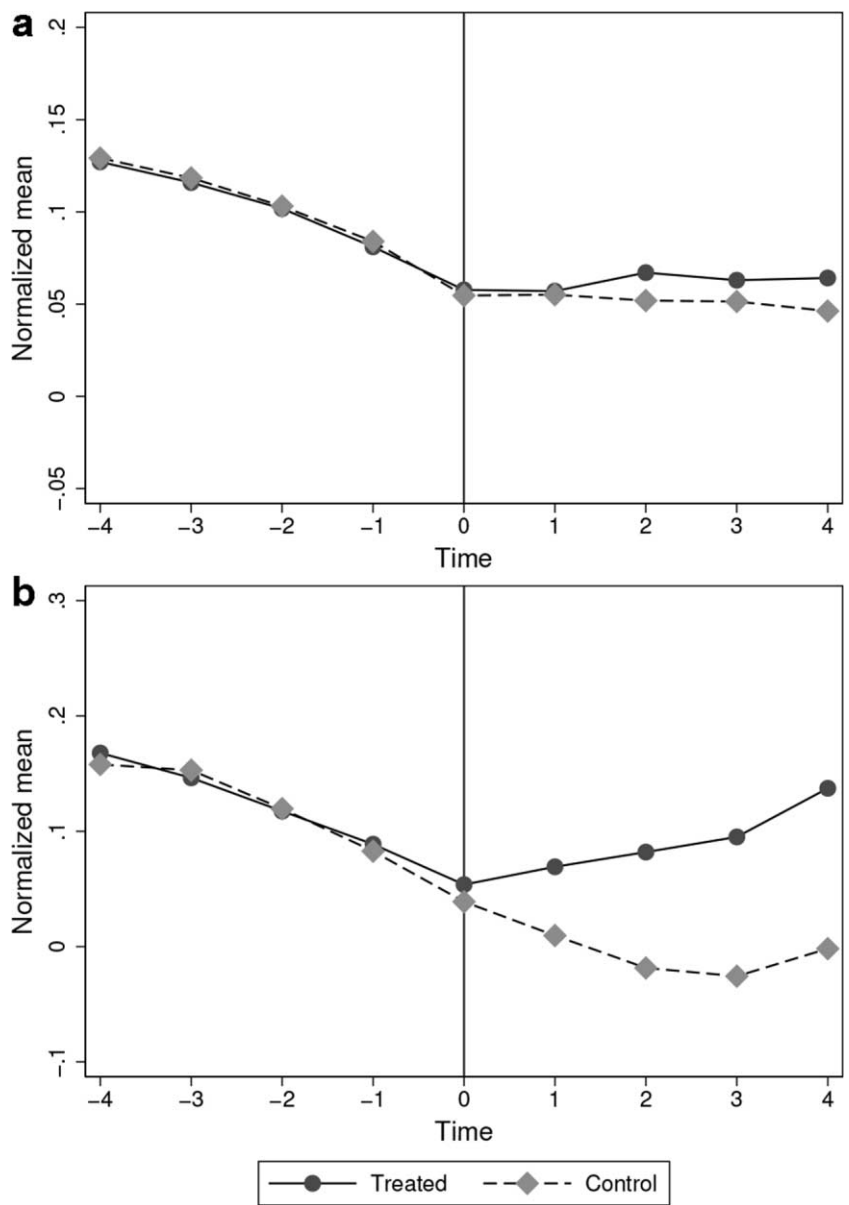 a
Normalized mean
.2
.15
.1
.05
0
-.05
-4 -3 -2 -1 0 1 2 3 4
Time
b
Normalized mean
.3
.2
.1
0
-.1
-4 -3 -2 -1 0 1 2 3 4
Time
Treated Control